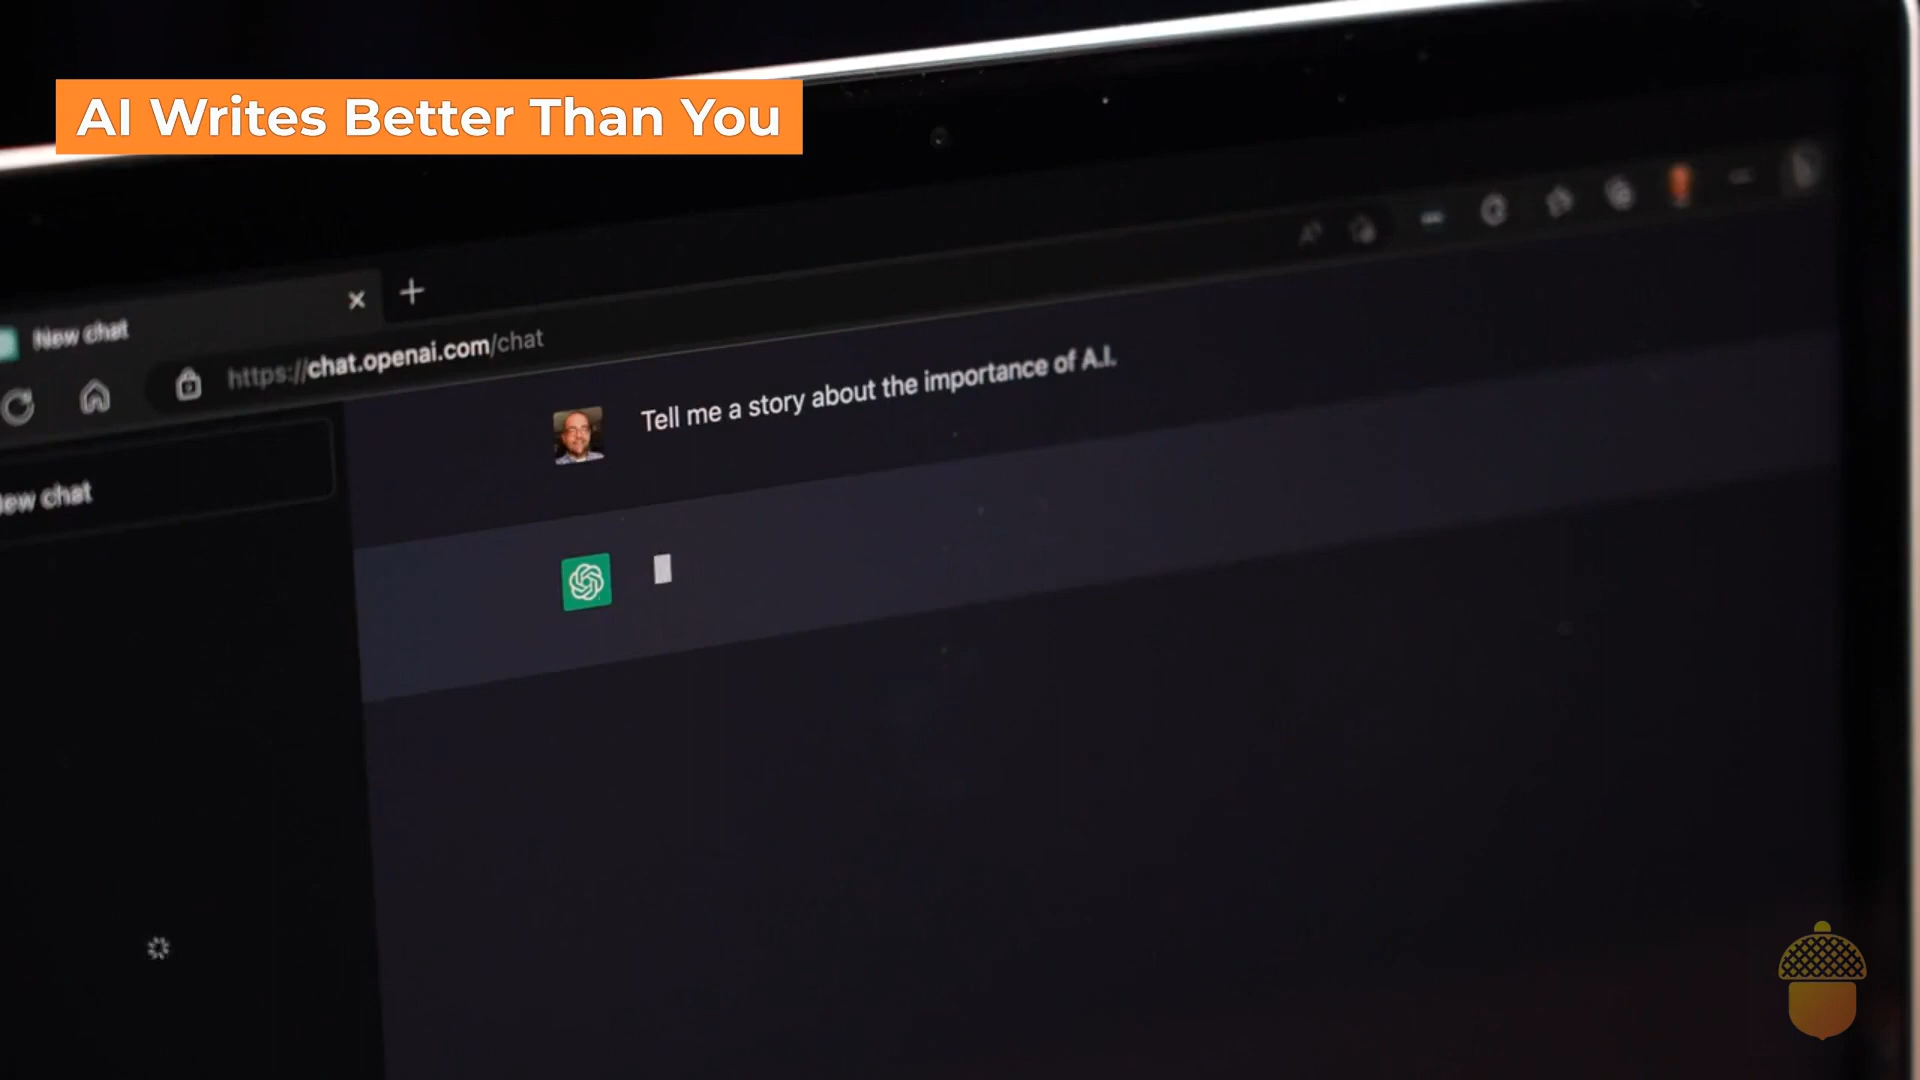 AI Writes Better Than You
New chat
https://chat.openai.com/chat
Tell me a story about the importance of A.I.
New chat